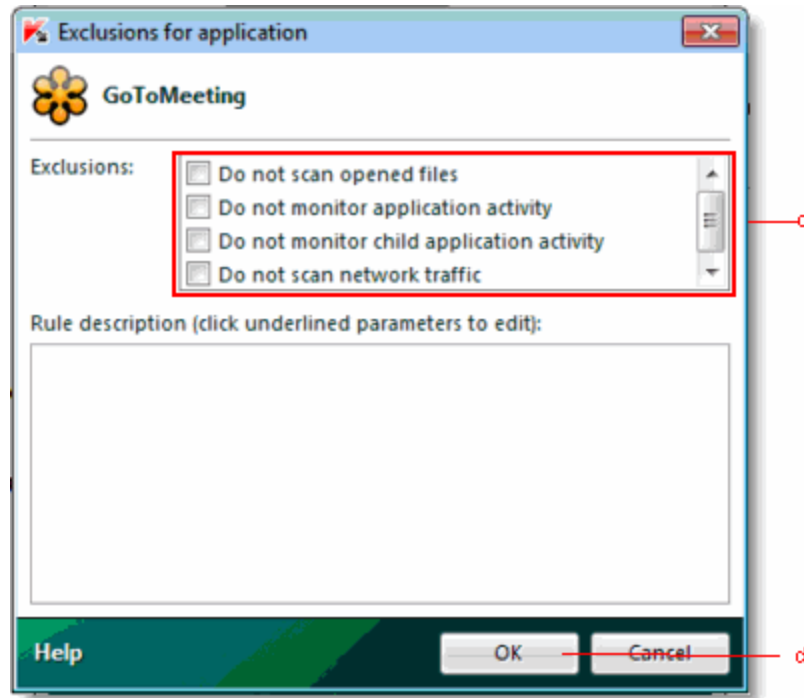 Exclusions for application
GoToMeeting
Exclusions:
Do not scan opened files
Do not monitor application activity
Do not monitor child application activity
Do not scan network traffic
Rule description (click underlined parameters to edit):
Help
OK
Cancel